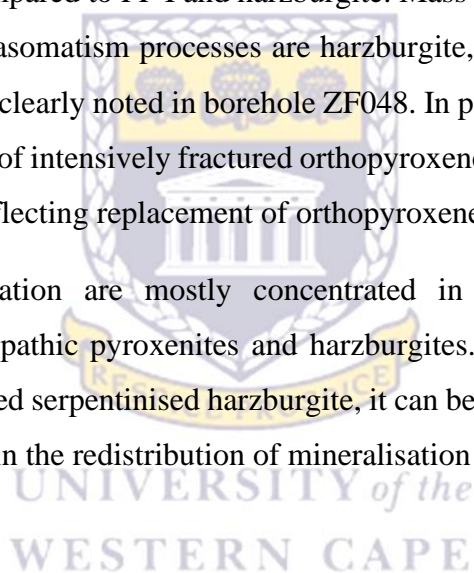 mpared to
and harzburgite. Mass
asomatism processes are harzburgite,
clearly noted in borehole ZF048. In p
of intensively fractured orthopyroxene
flecting replacement of orthopyroxene
ation are mostly concentrated in
pathic pyroxenites and harzburgites.
ed serpentinised harzburgite, it can be
in the redistribution of mineralisation
UNIVERSITY of the
WESTERN CAPE